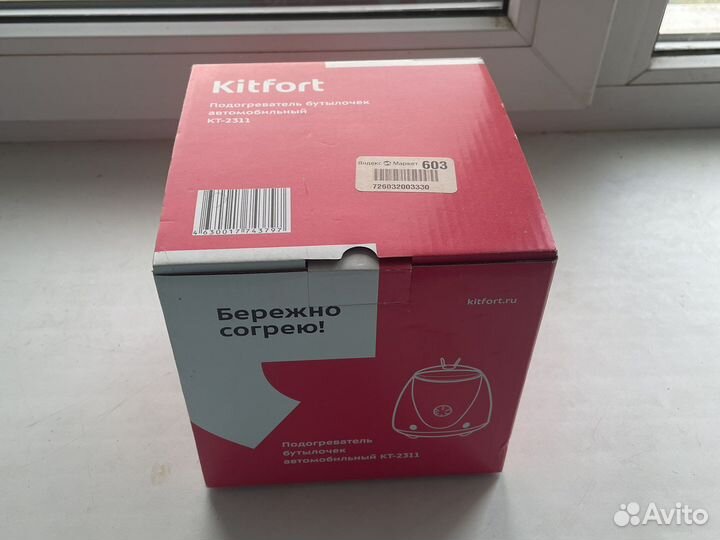 Kitfort
Подогреватель бутылочек
автомобильный
КТ-2311
Яндекс Маркет 603
726032003330
4630017743797
Бережно
согрею!
kitfort.ru
Подогреватель
бутылочек
автомобильный КТ-2311
Avito